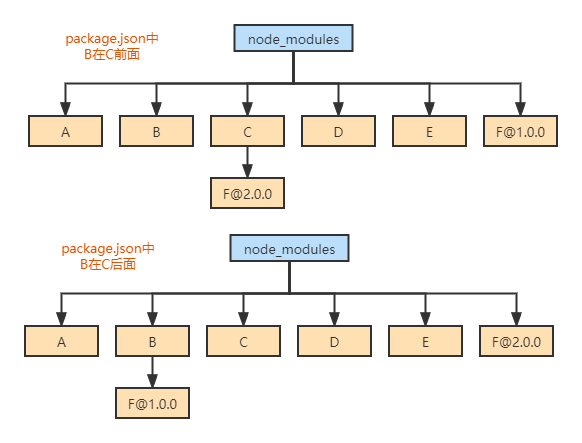 package.json中
B在C前面
node_modules
A
B
C
D
E
F@1.0.0
F@2.0.0
package.json中
B在C后面
node_modules
A
B
C
D
E
F@2.0.0
F@1.0.0